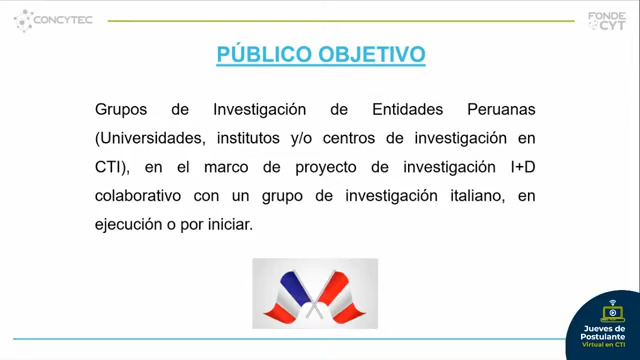 CONCYTEC
FONDE
CYT
PÚBLICO OBJETIVO
Grupos de Investigación de Entidades Peruanas
(Universidades, institutos y/o centros de investigación en
CTI), en el marco de proyecto de investigación I+D
colaborativo con un grupo de investigación italiano, en
ejecución o por iniciar.
Jueves de
Postulante
Virtual en CTI